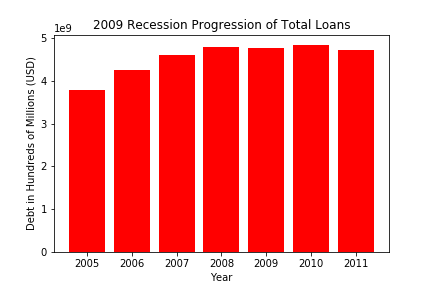 2009 Recession Progression of Total Loans
1e9
5
4
3
2
1
0
Debt in Hundreds of Millions (USD)
2005 2006 2007 2008 2009 2010 2011
Year